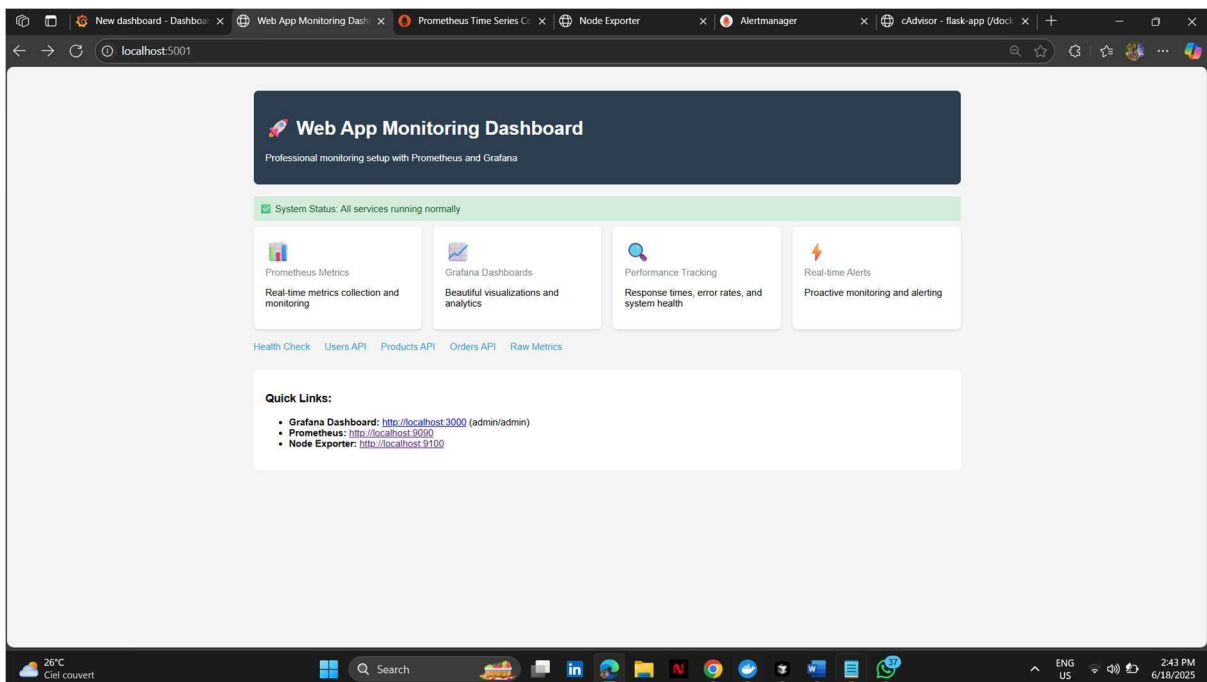 New dashboard - Dashboa
Web App Monitoring Dash
Prometheus Time Series Co
Node Exporter
Alertmanager
cAdvisor - flask-app (/dock
localhost:5001
Web App Monitoring Dashboard
Professional monitoring setup with Prometheus and Grafana
System Status: All services running normally
Prometheus Metrics
Real-time metrics collection and
monitoring
Grafana Dashboards
Beautiful visualizations and
analytics
Performance Tracking
Response times, error rates, and
system health
Real-time Alerts
Proactive monitoring and alerting
Health Check Users API Products API Orders API Raw Metrics
Quick Links:
Grafana Dashboard: http://localhost:3000 (admin/admin)
Prometheus: http://localhost:9090
Node Exporter: http://localhost:9100
26°C
Ciel couvert
Search
in
N
W
37
ENG
US
2:43 PM
6/18/2025